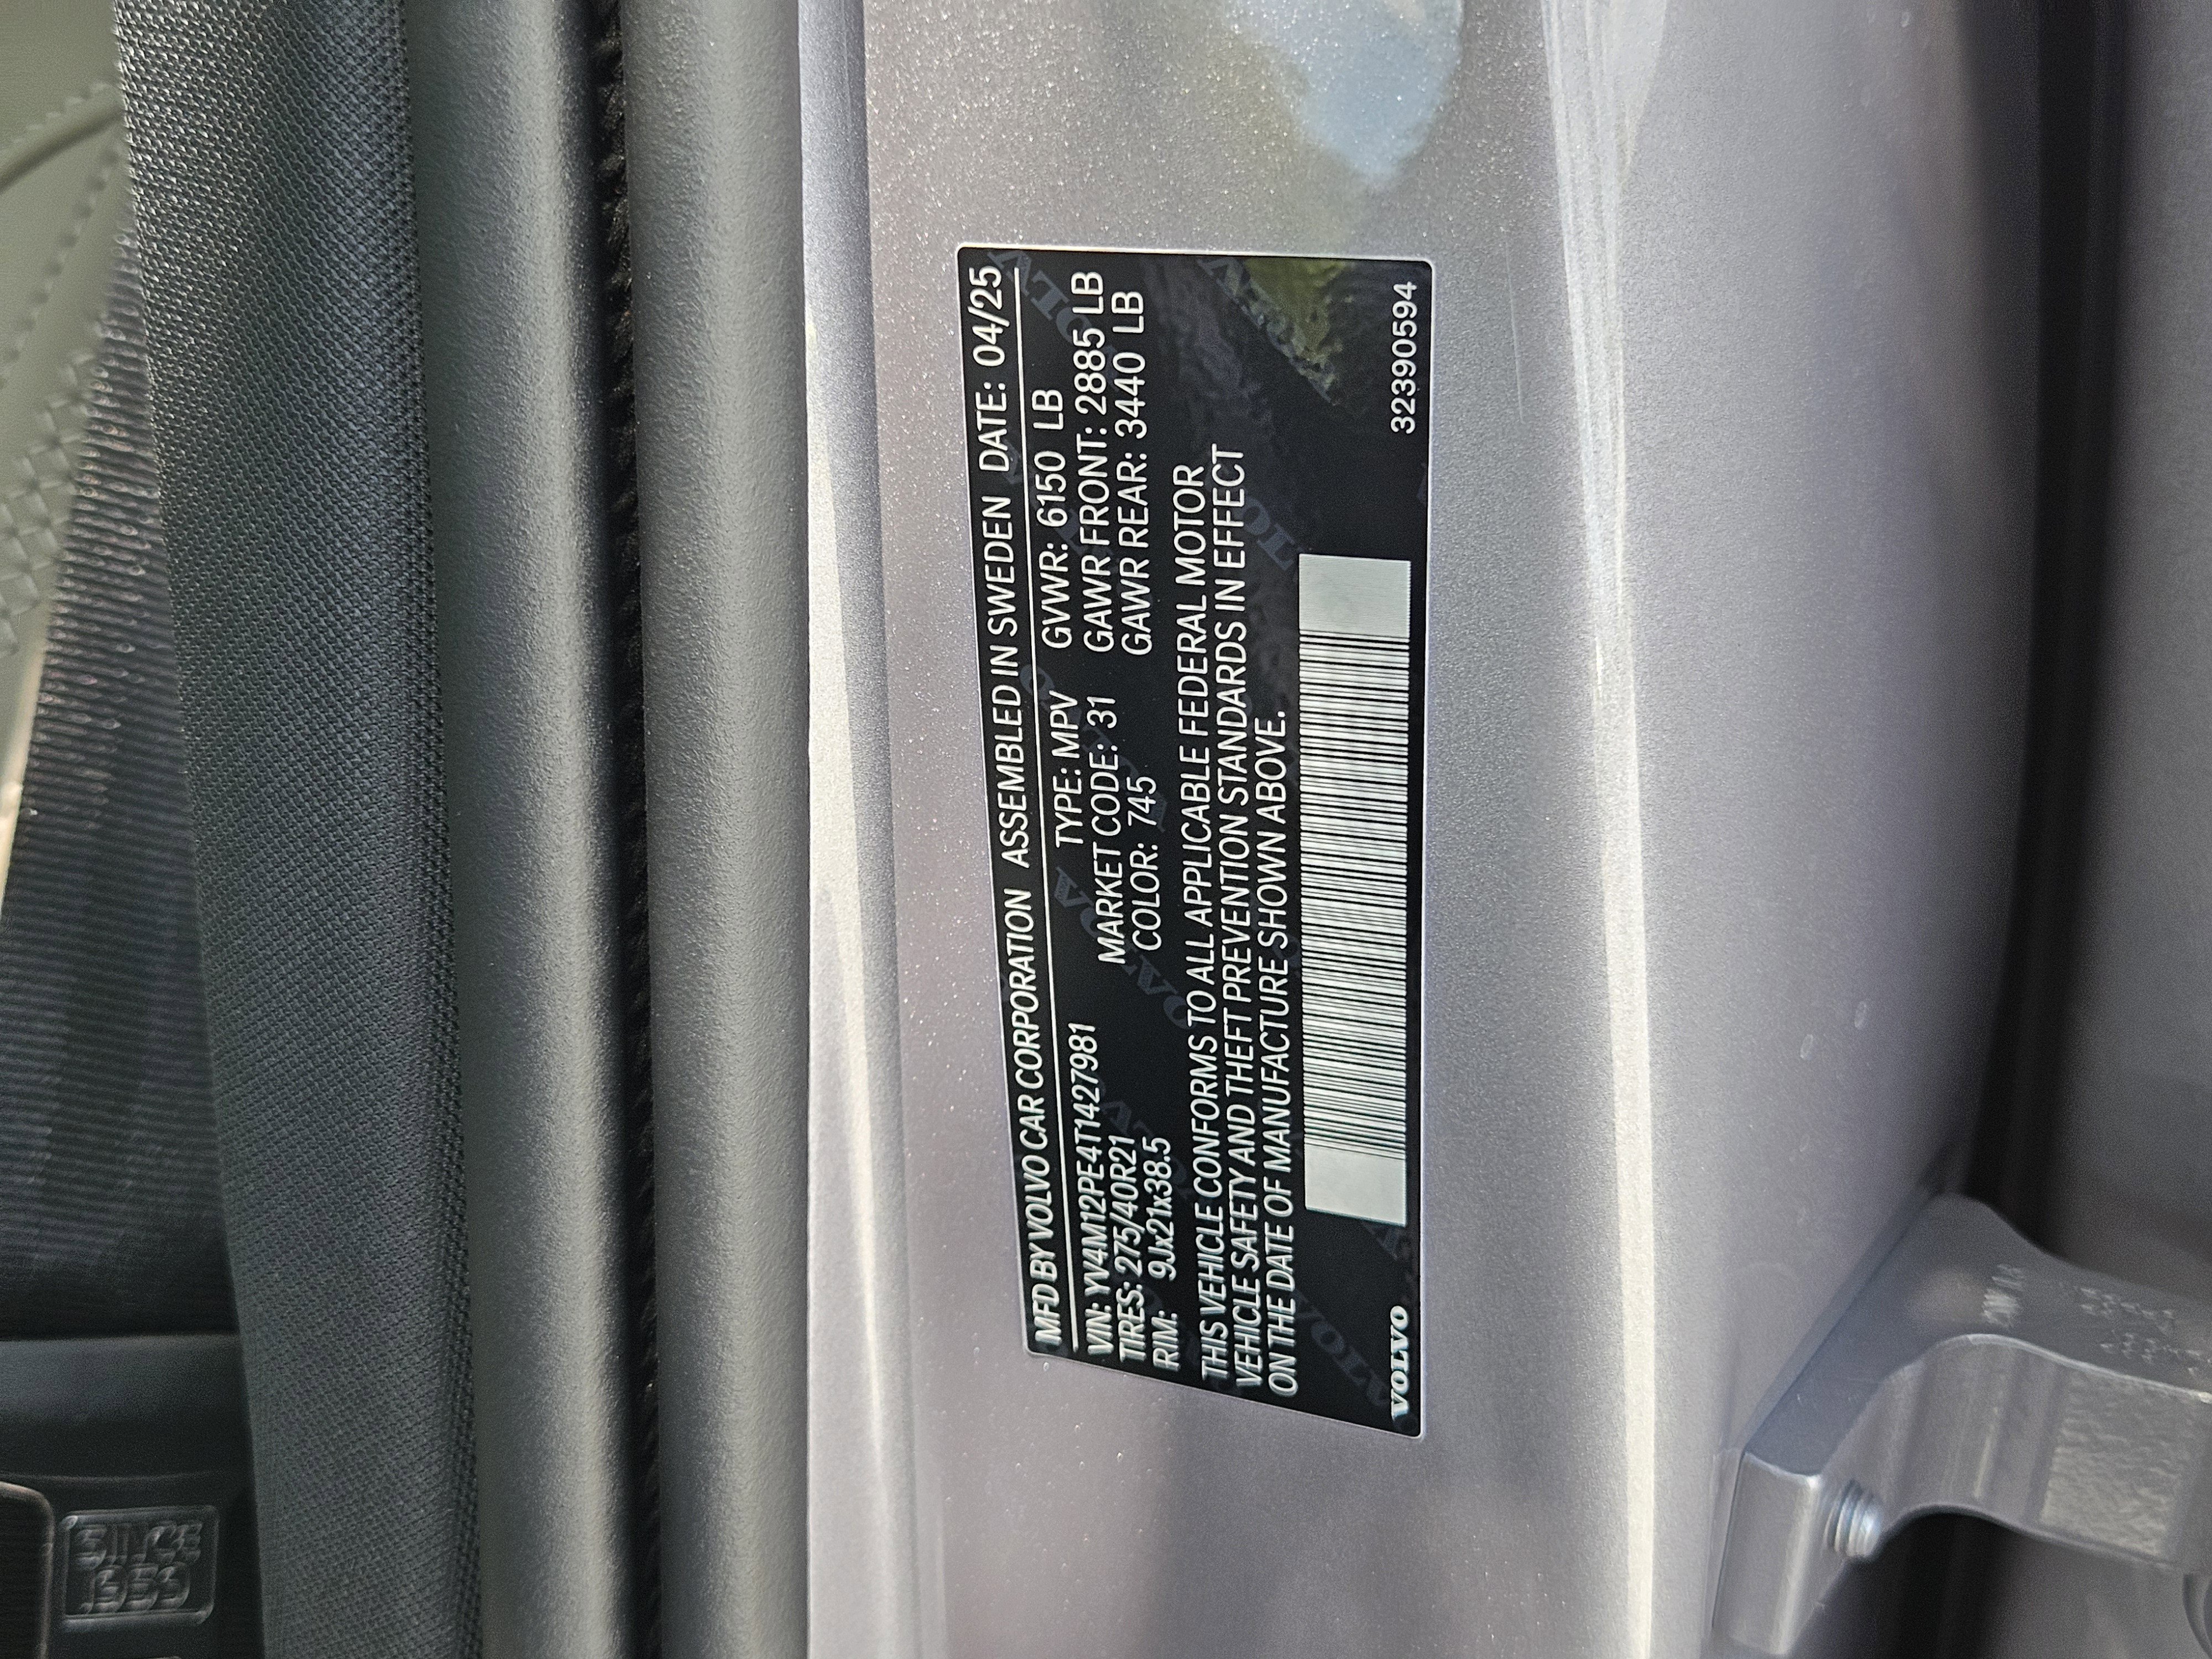 MFD BY VOLVO CAR CORPORATION ASSEMBLED IN SWEDEN DATE: 04/25
VIN: YV4M12PE4T1427981 TYPE: MPV GVWR: 6150 LB
TIRES: 275/40R21 MARKET CODE: 31 GAWR FRONT: 2885 LB
RIM: 9Jx21x38.5 COLOR: 745 GAWR REAR: 3440 LB
THIS VEHICLE CONFORMS TO ALL APPLICABLE FEDERAL MOTOR
VEHICLE SAFETY AND THEFT PREVENTION STANDARDS IN EFFECT
ON THE DATE OF MANUFACTURE SHOWN ABOVE.
VOLVO 32390594
SINCE
1959